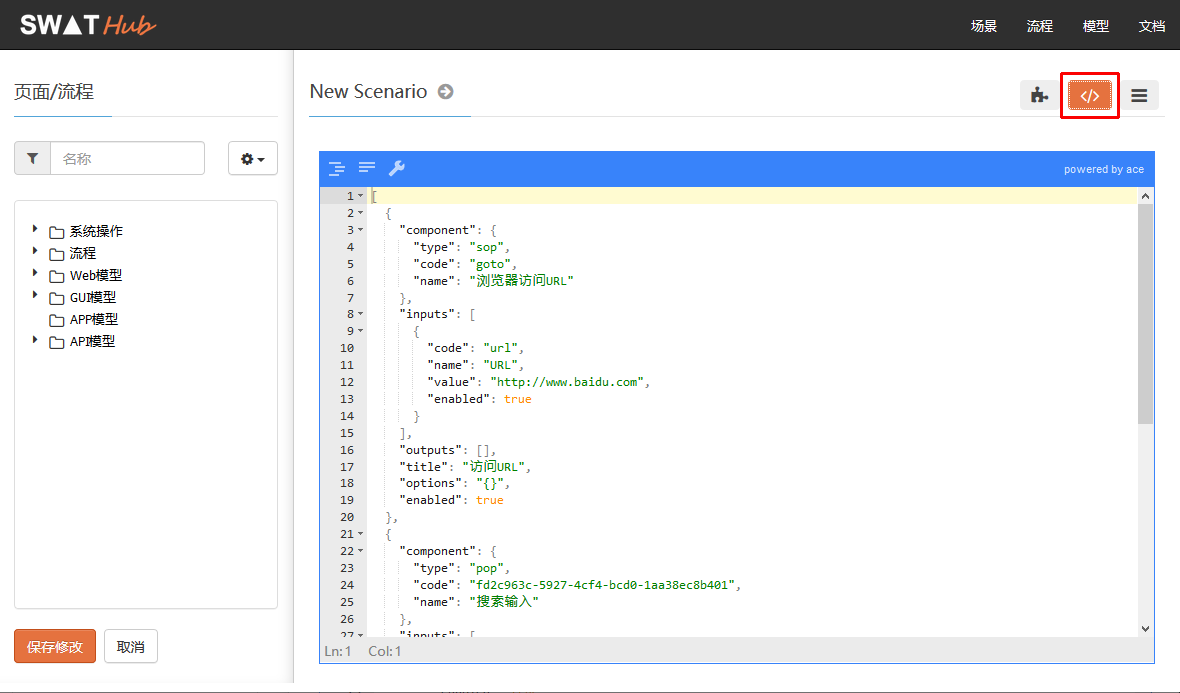 SWAT Hub
场景 流程 模型 文档
页面/流程
名称
系统操作
流程
Web模型
GUI模型
APP模型
API模型
保存修改 取消
New Scenario
</>
powered by ace
1 [
2 {
3 "component": {
4 "type": "sop",
5 "code": "goto",
6 "name": "浏览器访问URL"
7 },
8 "inputs": [
9 {
10 "code": "url",
11 "name": "URL",
12 "value": "http://www.baidu.com",
13 "enabled": true
14 }
15 ],
16 "outputs": [],
17 "title": "访问URL",
18 "options": "{}",
19 "enabled": true
20 },
21 {
22 "component": {
23 "type": "pop",
24 "code": "fd2c963c-5927-4cf4-bcd0-1aa38ec8b401",
25 "name": "搜索输入"
26 },
27 "inputs": [
Ln:1 Col:1